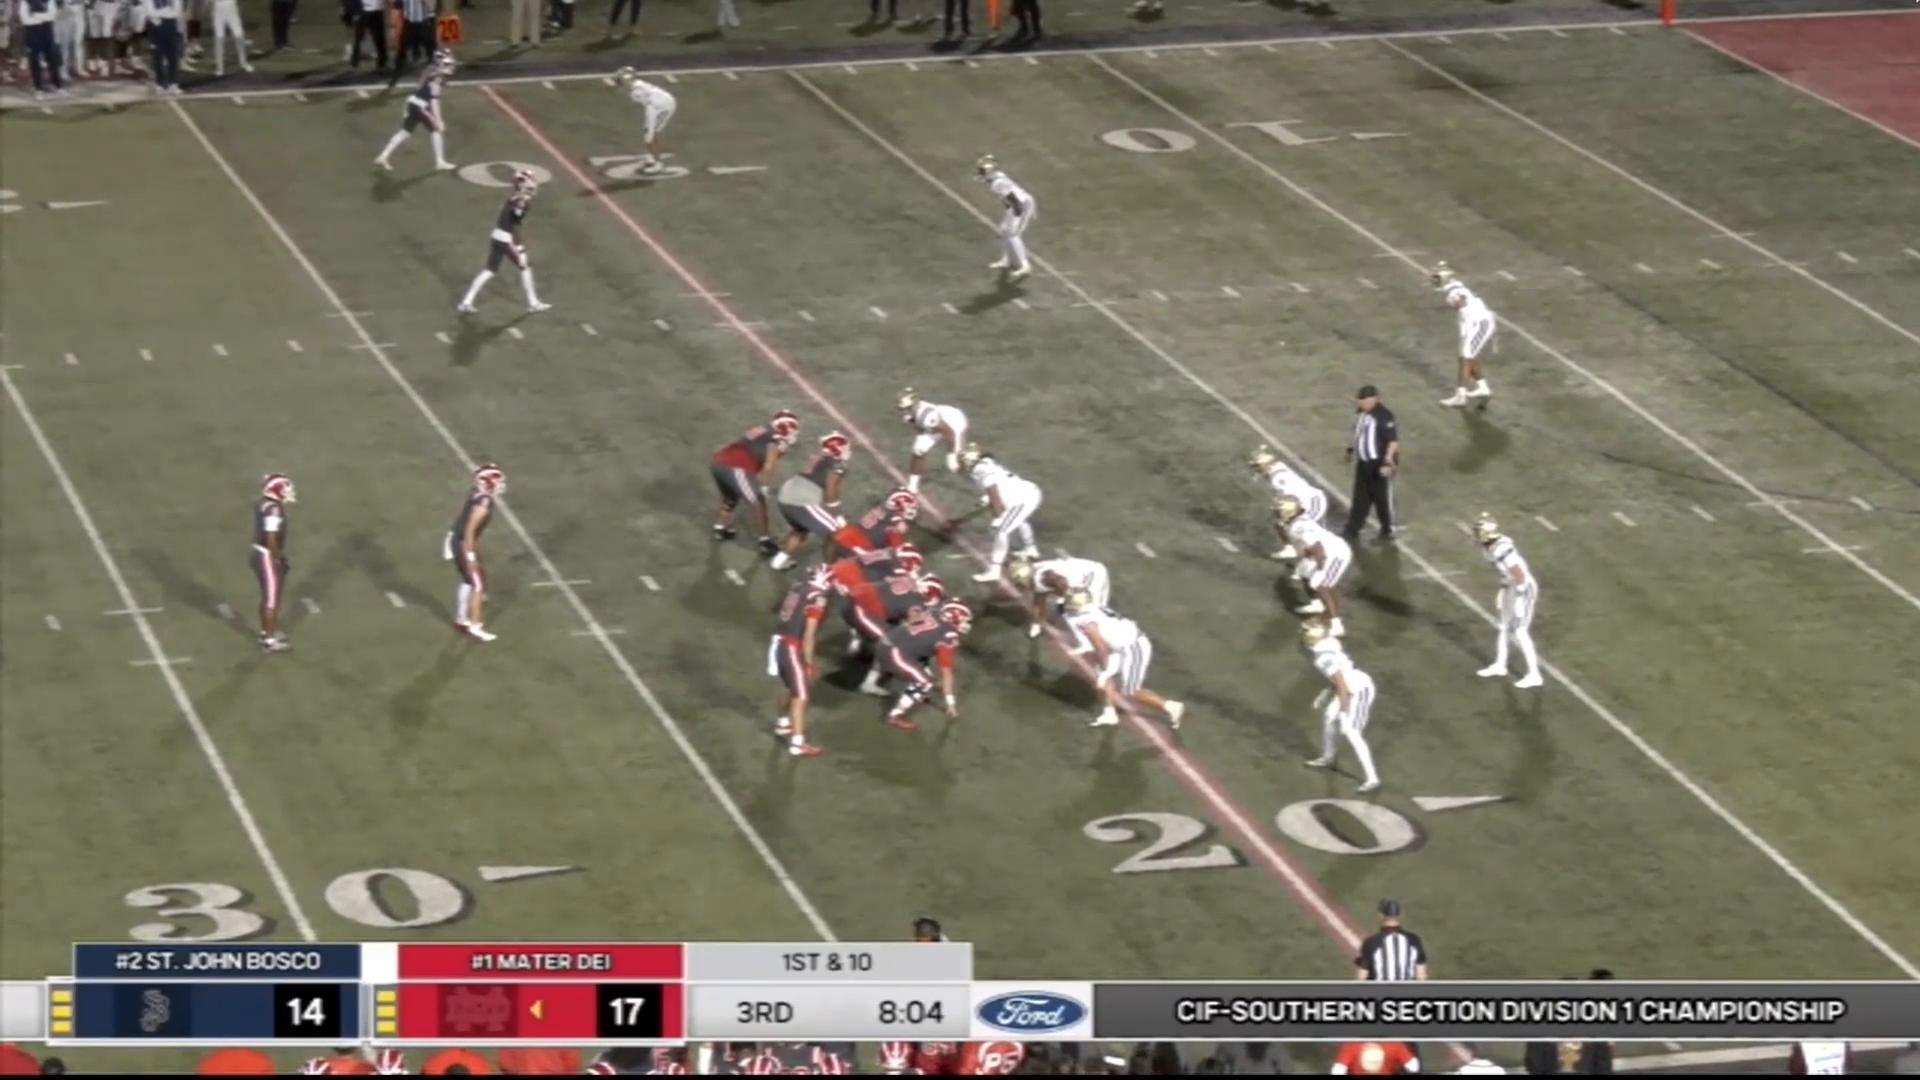 20
20
10
30
20
#2 ST. JOHN BOSCO
#1 MATER DEI
1ST & 10
14
17
3RD
8:04
Ford
CIF-SOUTHERN SECTION DIVISION 1 CHAMPIONSHIP